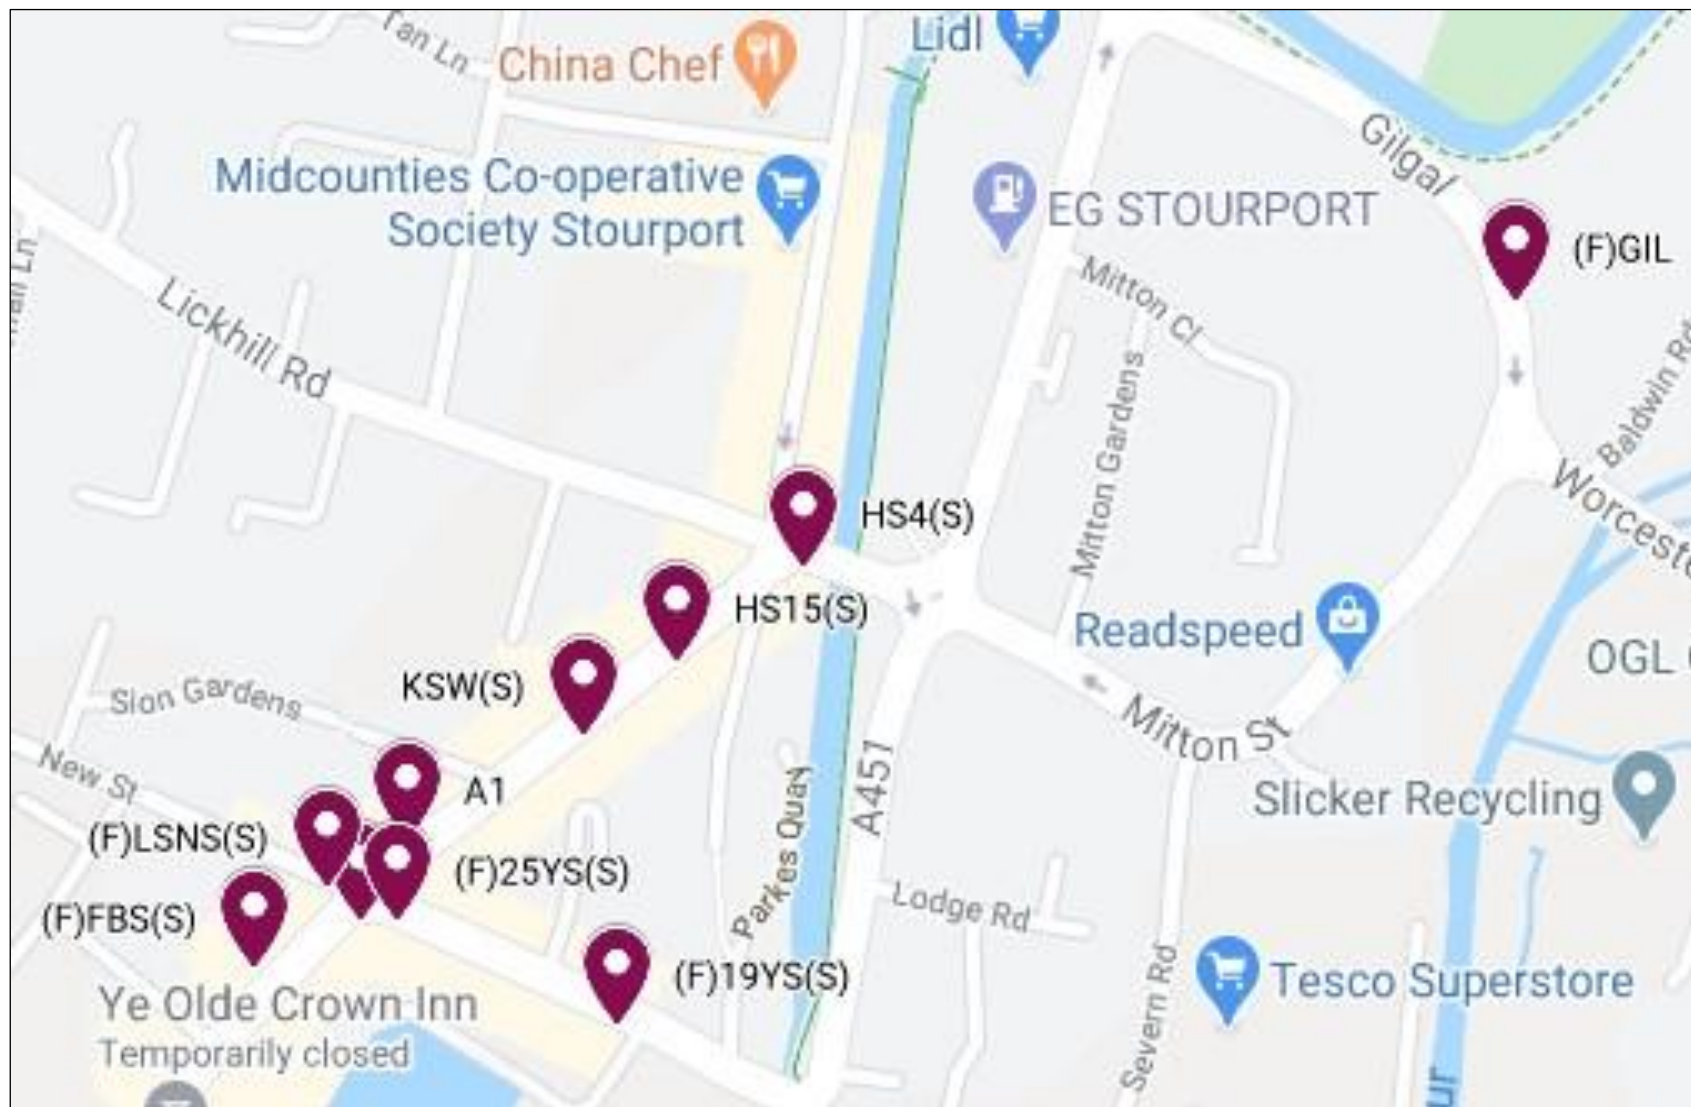 Tan Ln
China Chef
Lidl
Gilgal
Midcounties Co-operative
Society Stourport
EG STOURPORT
(F)GIL
Mitton Cl
Lickhill Rd
Mitton Gardens
Baldwin Rd
Worceste
HS4(S)
HS15(S)
Readspeed
OGL
KSW(S)
Sion Gardens
Mitton St
New St
A1
A451
Parkes Quay
Slicker Recycling
(F)LSNS(S)
(F)25YS(S)
(F)FBS(S)
Lodge Rd
(F)19YS(S)
Severn Rd
Tesco Superstore
Ye Olde Crown Inn
Temporarily closed
ur